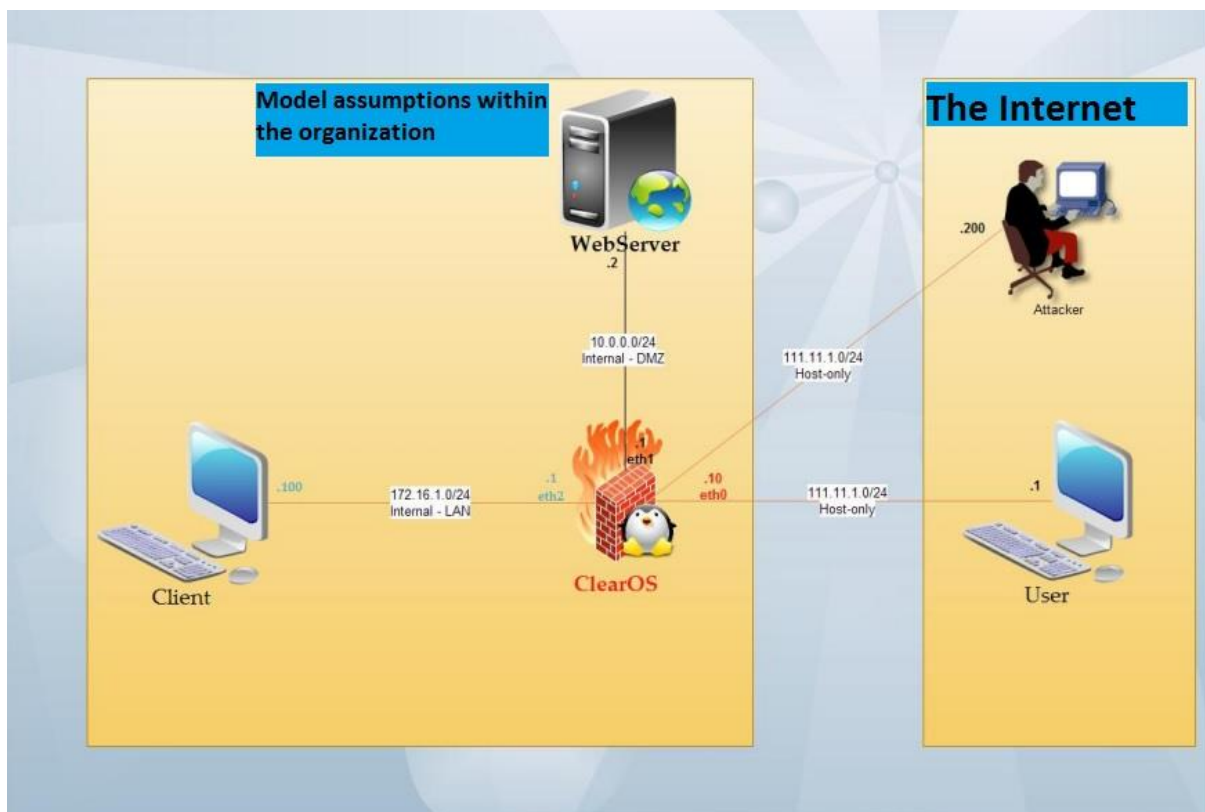 Model assumptions within
the organization
The Internet
WebServer
.2
.200
Attacker
10.0.0.0/24
Internal - DMZ
111.11.1.0/24
Host-only
.1
eth1
.100
172.16.1.0/24
Internal - LAN
.1
eth2
.10
eth0
111.11.1.0/24
Host-only
.1
Client
ClearOS
User